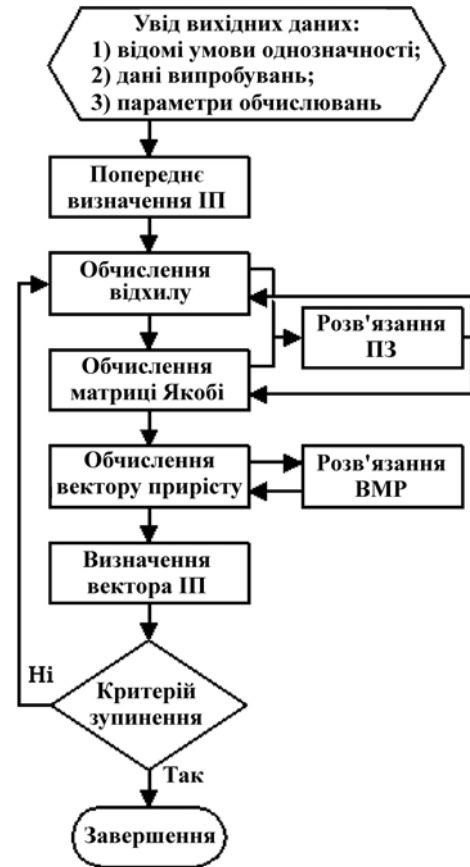 Увід вихідних даних:
1) відомі умови однозначності;
2) дані випробувань;
3) параметри обчислювань
Попереднє
визначення ІП
Обчислення
відхилу
Розв'язання
ПЗ
Обчислення
матриці Якобі
Обчислення
вектору прирісту
Розв'язання
ВМР
Визначення
вектора ІП
Ні
Критерій
зупинення
Так
Завершення